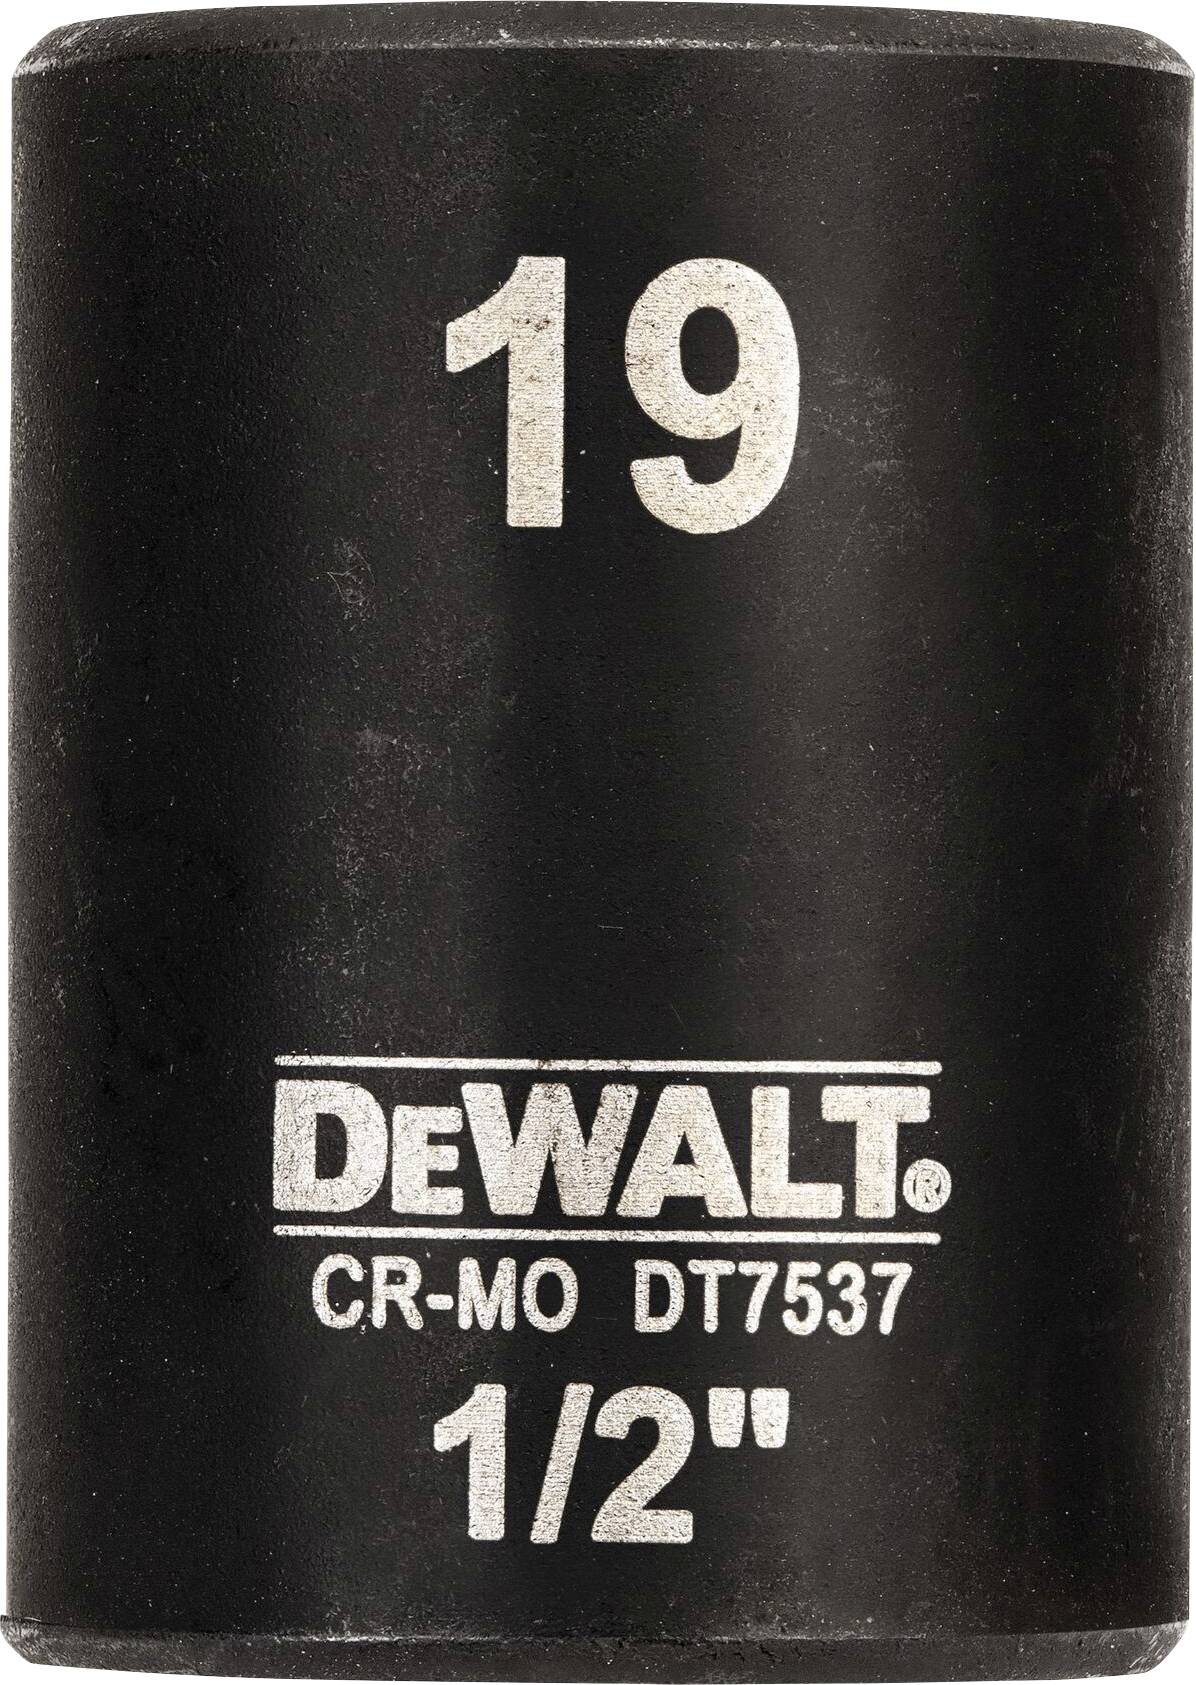 19
DEWALT®
CR-MO DT7537
1/2"